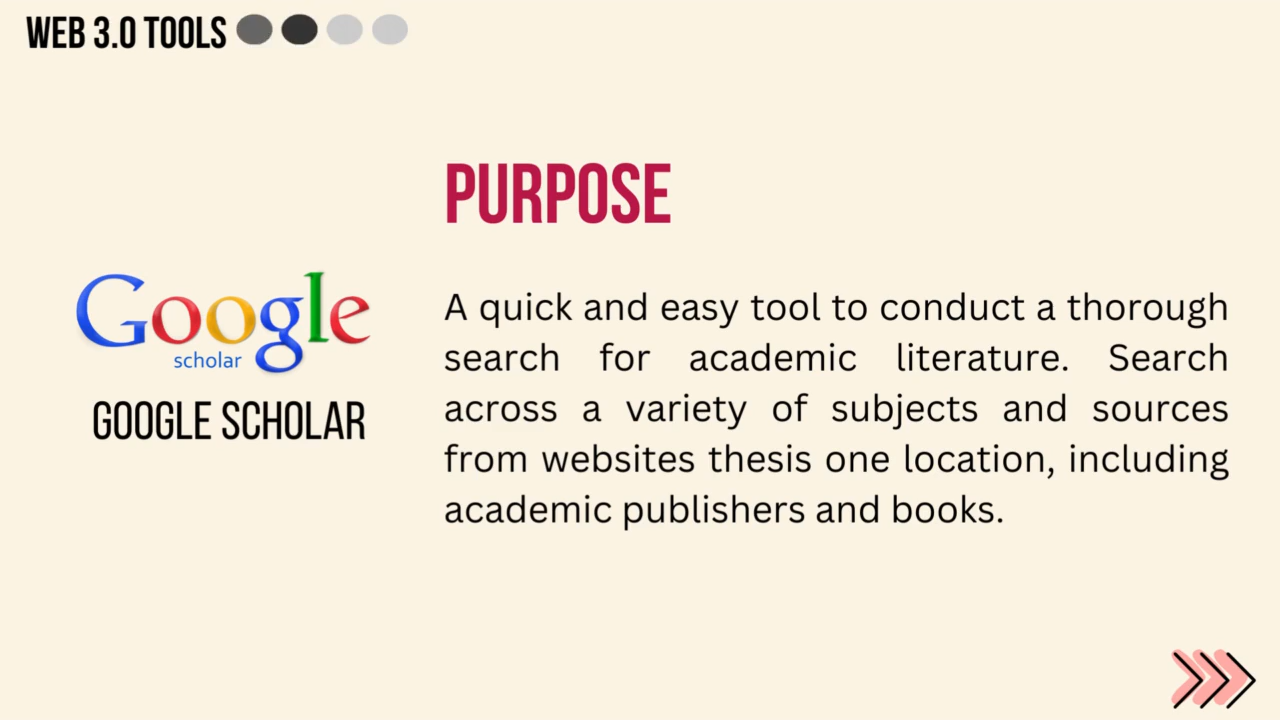 WEB 3.0 TOOLS
PURPOSE
Google
scholar
GOOGLE SCHOLAR
A quick and easy tool to conduct a thorough
search for academic literature. Search
across a variety of subjects and sources
from websites thesis one location, including
academic publishers and books.